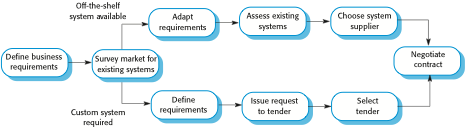 Off-the-shelf
system available
Adapt
requirements
Assess existing
systems
Choose system
supplier
Define business
requirements
Survey market for
existing systems
Negotiate
contract
Custom system
required
Define
requirements
Issue request
to tender
Select
tender